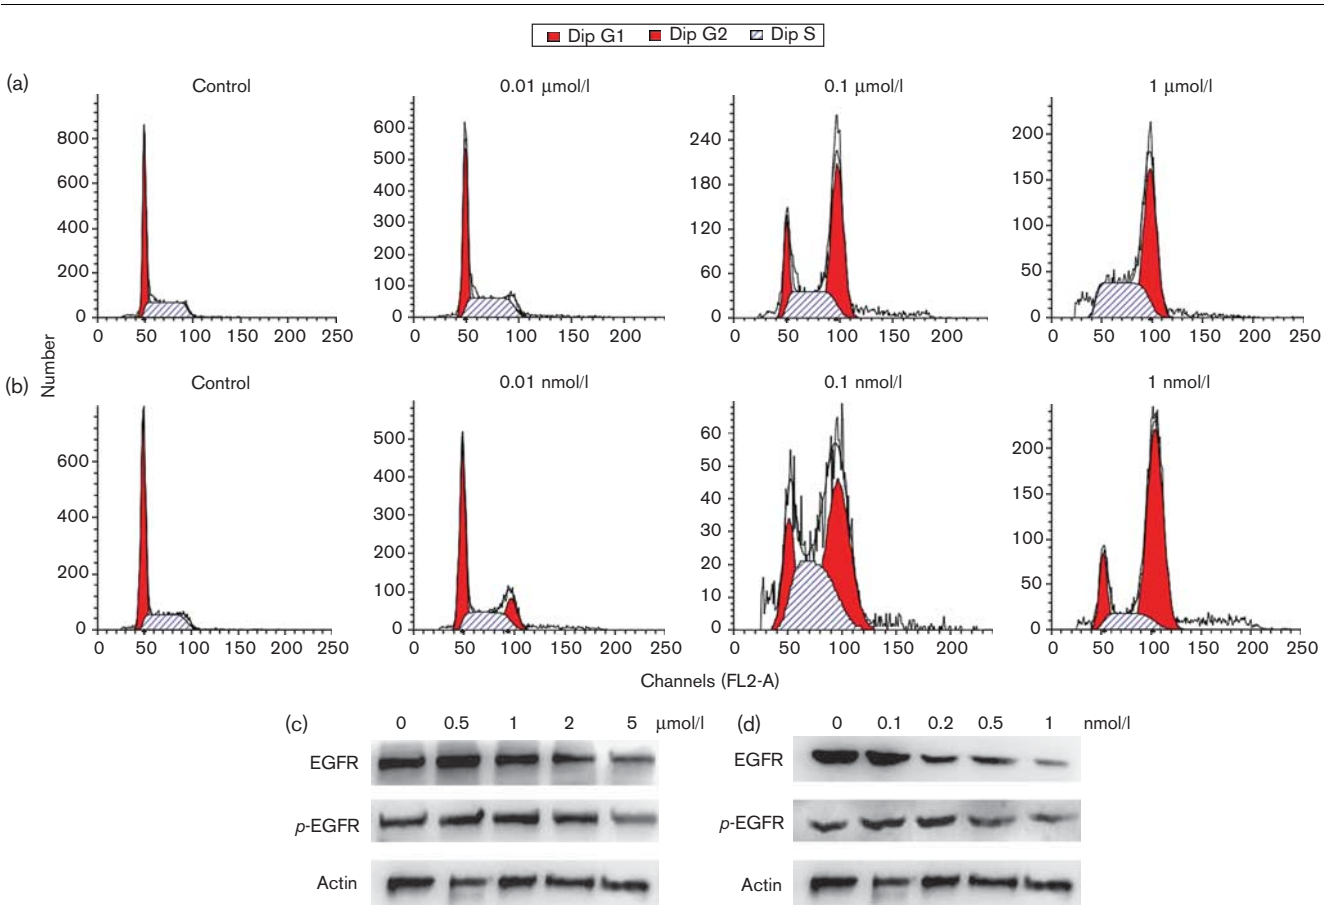 Dip G1 Dip G2 Dip S
(a)
Control 0.01 µmol/l 0.1 µmol/l 1 µmol/l
800
600
400
200
0
0 50 100 150 200 250
600
500
400
300
200
100
0
0 50 100 150 200
240
180
120
60
0
0 50 100 150 200
200
150
100
50
0
0 50 100 150 200 250
Number
(b)
Control 0.01 nmol/l 0.1 nmol/l 1 nmol/l
600
400
200
0
0 50 100 150 200 250
500
400
300
200
100
0
0 50 100 150 200
60
50
40
30
20
10
0
0 50 100 150 200
200
150
100
50
0
0 50 100 150 200 250
Channels (FL2-A)
(c) 0 0.5 1 2 5 µmol/l
EGFR
p-EGFR
Actin
(d) 0 0.1 0.2 0.5 1 nmol/l
EGFR
p-EGFR
Actin